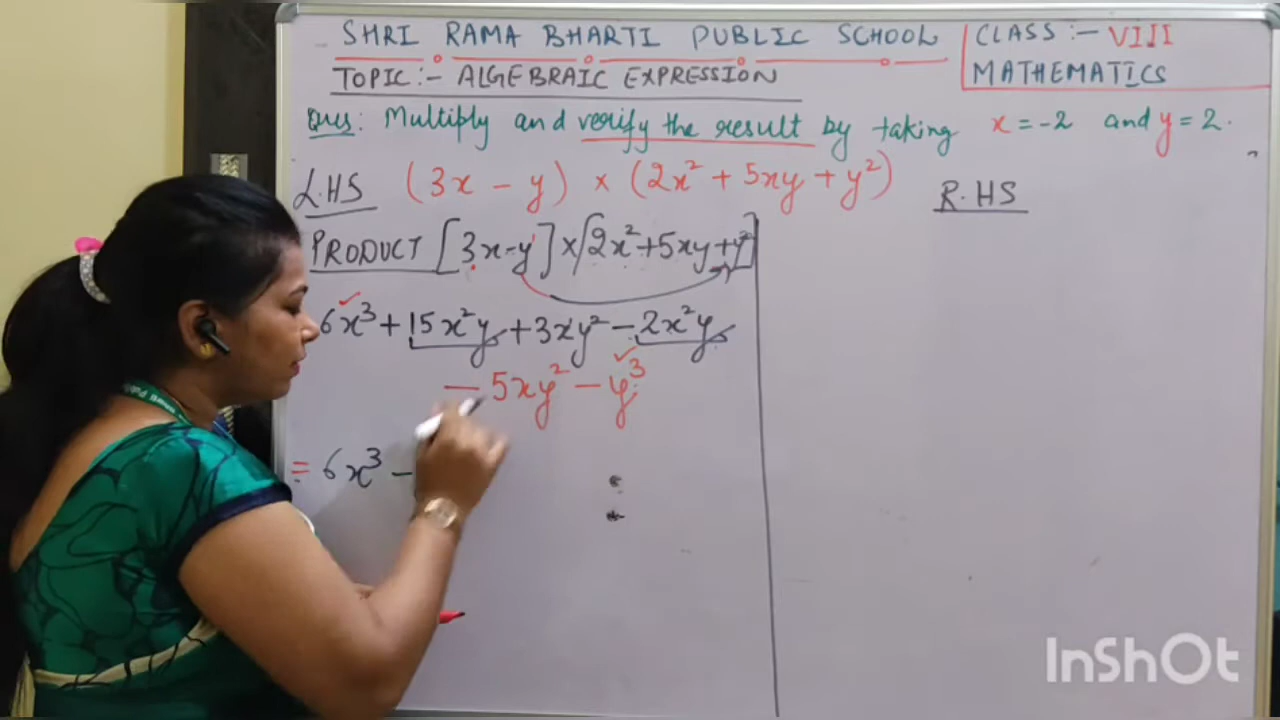 SHRI RAMA BHARTI PUBLIC SCHOOL
CLASS:- VIII
MATHEMATICS
TOPIC:- ALGEBRAIC EXPRESSION
Ques: Multiply and verify the result by taking x = -2 and y = 2.
L.HS (3x - y) × (2x² + 5xy + y²)
R.HS
PRODUCT [3x-y] × [2x²+5xy+y²]
6x³ + 15x²y + 3xy² - 2x²y
- 5xy² - y³
= 6x³ -
InShOt